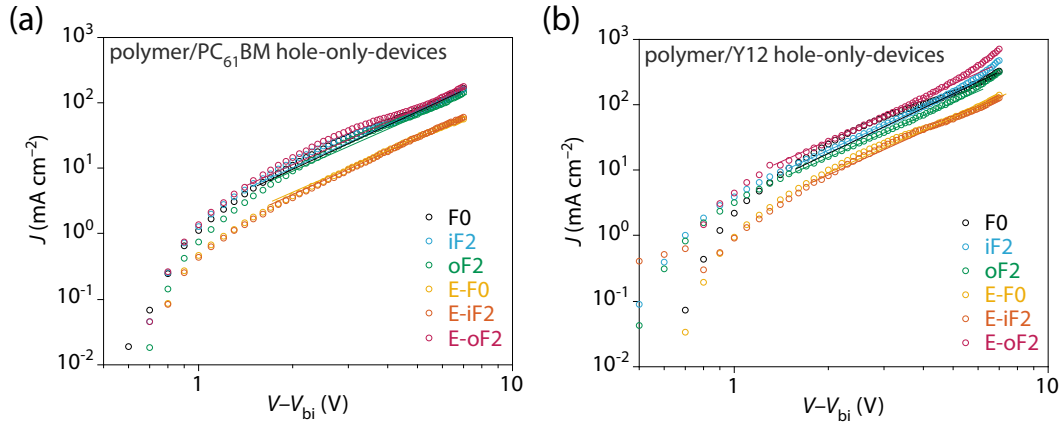 (a)
polymer/PC₆₁BM hole-only-devices
10³
10²
10¹
10⁰
10⁻¹
10⁻²
J (mA cm⁻²)
F0
iF2
oF2
E-F0
E-iF2
E-oF2
1
10
V–V_bi (V)
(b)
polymer/Y12 hole-only-devices
10³
10²
10¹
10⁰
10⁻¹
10⁻²
J (mA cm⁻²)
F0
iF2
oF2
E-F0
E-iF2
E-oF2
1
10
V–V_bi (V)